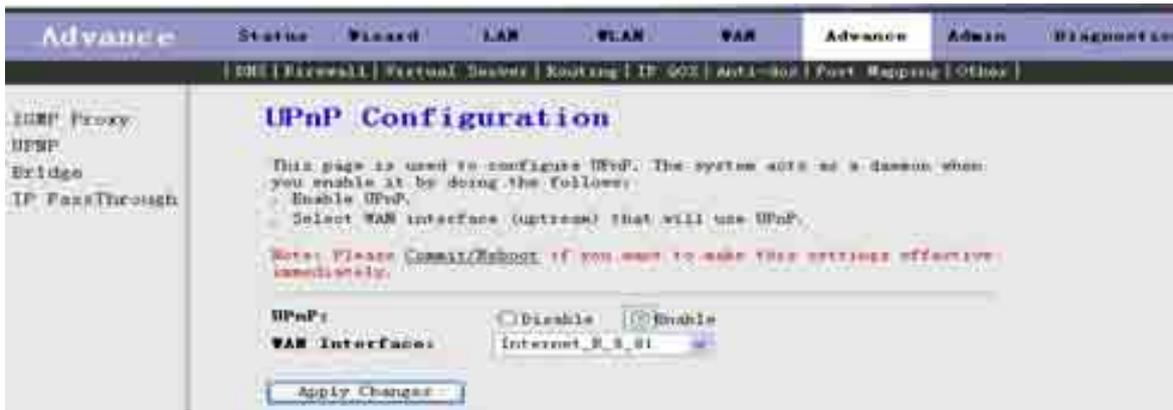 Advance
Status Wizard LAN WLAN WAN Advance Admin Diagnostic
| DNS | Firewall | Virtual Server | Routing | IP QOS | Anti-dos | Port Mapping | Other |
IGMP Proxy
UPNP
Bridge
IP PassThrough
UPnP Configuration
This page is used to configure UPnP. The system acts as a daemon when
you enable it by doing the follows:
. Enable UPnP.
. Select WAN interface (uptream) that will use UPnP.
Note: Please Commit/Reboot if you want to make this settings effective
immediately.
UPnP: Disable Enable
WAN Interface: Internet_R_
Apply Changes